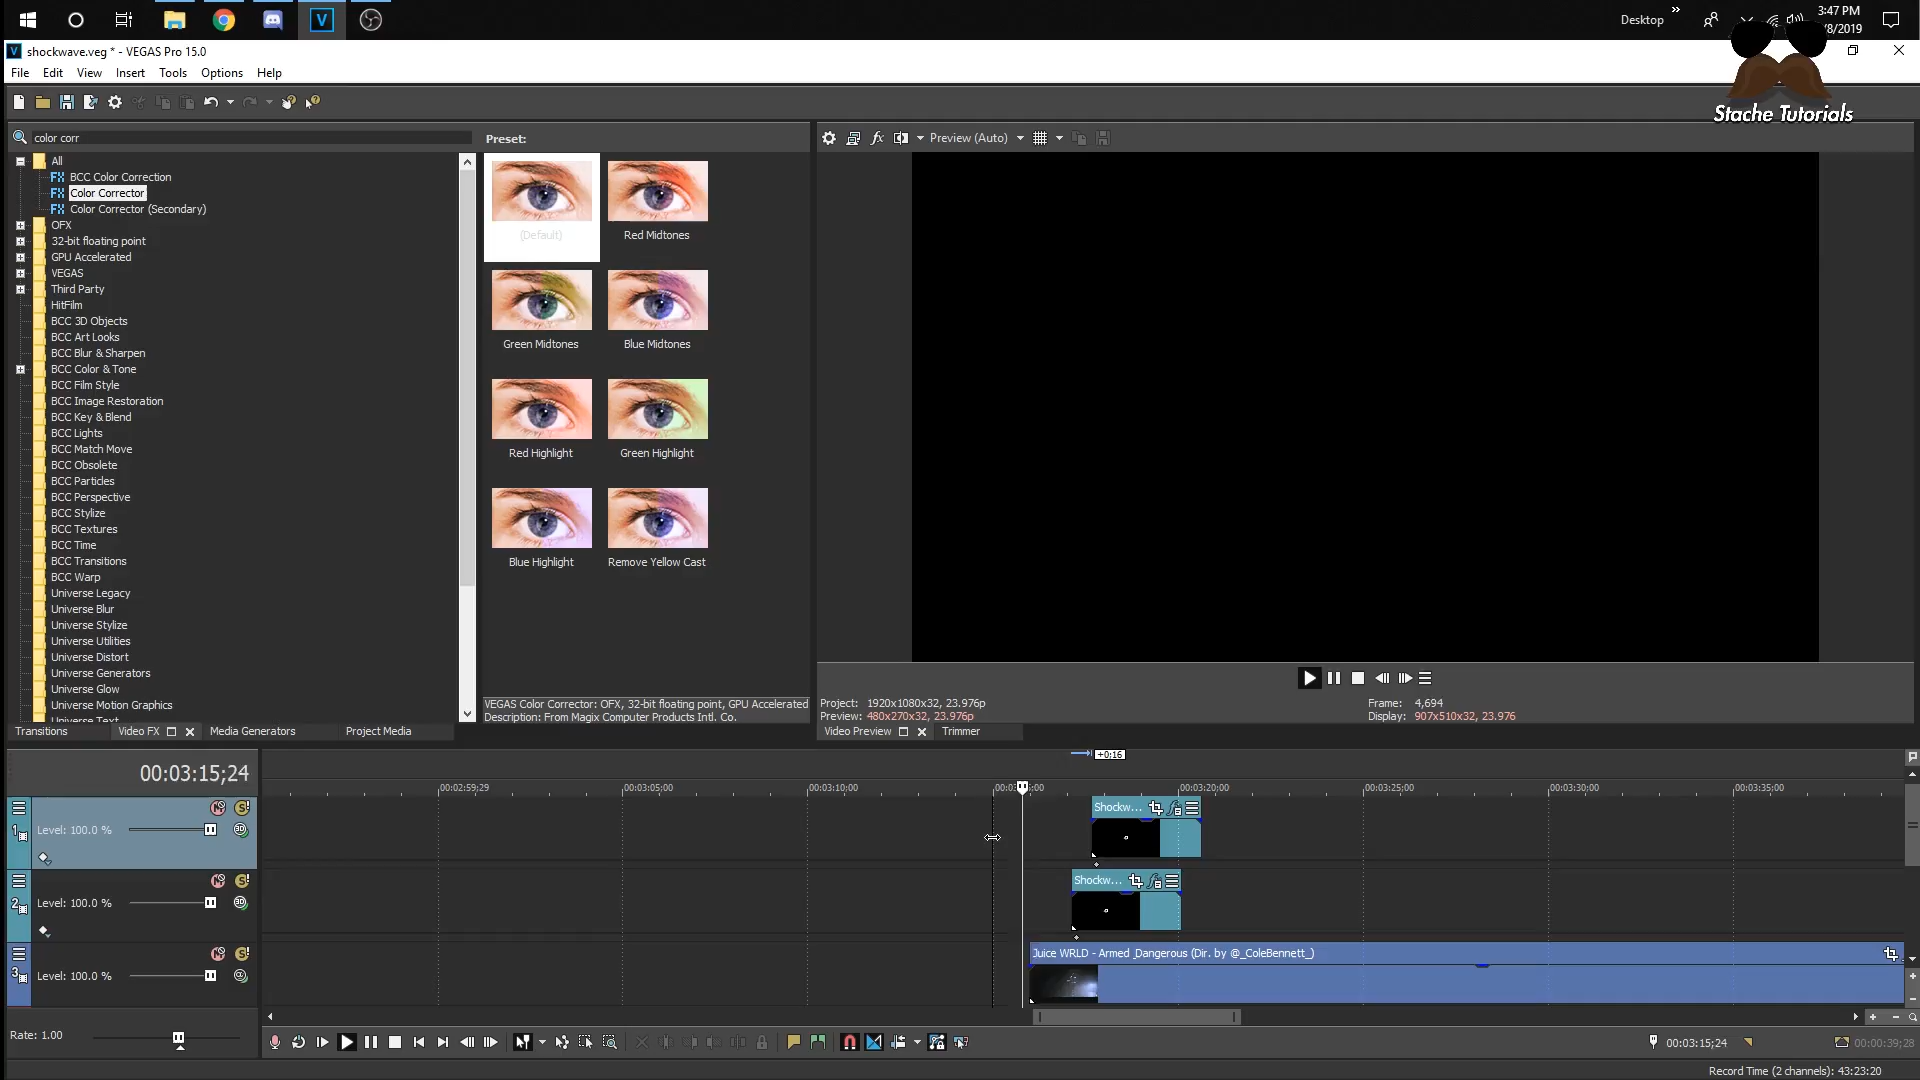 Desktop
3:47 PM
/8/2019
shockwave.veg * - VEGAS Pro 15.0
File Edit View Insert Tools Options Help
Stache Tutorials
color corr
Preset:
Preview (Auto)
All
BCC Color Correction
Color Corrector
Color Corrector (Secondary)
OFX
32-bit floating point
GPU Accelerated
VEGAS
Third Party
HitFilm
BCC 3D Objects
BCC Art Looks
BCC Blur & Sharpen
BCC Color & Tone
BCC Film Style
BCC Image Restoration
BCC Key & Blend
BCC Lights
BCC Match Move
BCC Obsolete
BCC Particles
BCC Perspective
BCC Stylize
BCC Textures
BCC Time
BCC Transitions
BCC Warp
Universe Legacy
Universe Blur
Universe Stylize
Universe Utilities
Universe Distort
Universe Generators
Universe Glow
Universe Motion Graphics
Universe Text
(Default)
Red Midtones
Green Midtones
Blue Midtones
Red Highlight
Green Highlight
Blue Highlight
Remove Yellow Cast
VEGAS Color Corrector: OFX, 32-bit floating point, GPU Accelerated
Description: From Magix Computer Products Intl. Co.
Project: 1920x1080x32, 23.976p
Preview: 480x270x32, 23.976p
Frame: 4,694
Display: 907x510x32, 23.976
Transitions
Video FX
Media Generators
Project Media
Video Preview
Trimmer
00:03:15;24
+0:16
00:02:59;29
00:03:05;00
00:03:10;00
00:03:20;00
00:03:25;00
00:03:30;00
00:03:35;00
1
Level: 100.0 %
Shockw...
2
Level: 100.0 %
Shockw...
3
Level: 100.0 %
Juice WRLD - Armed _Dangerous (Dir. by @_ColeBennett_)
Rate: 1.00
00:03:15;24
00:00:39;28
Record Time (2 channels): 43:23:20